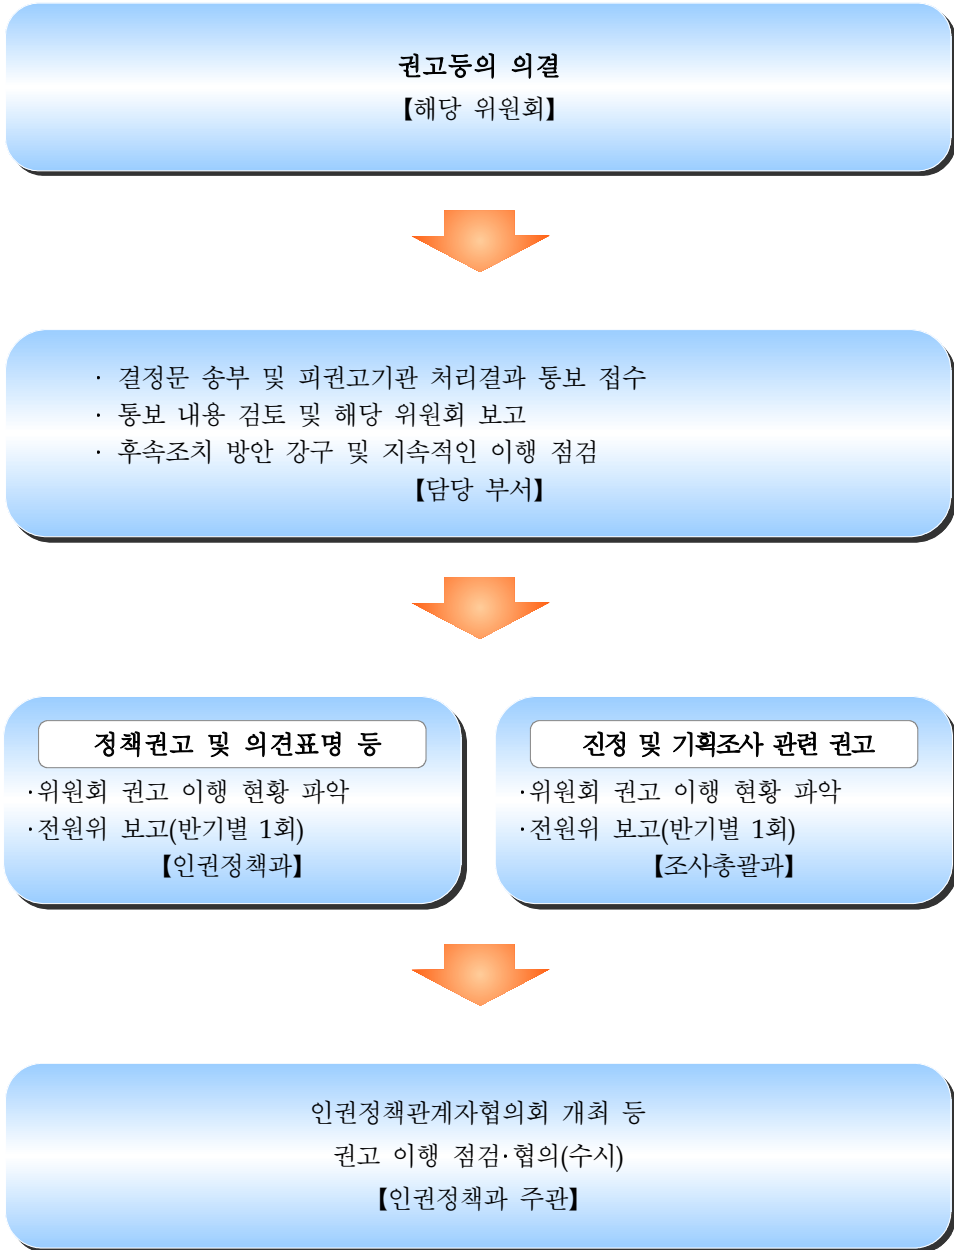 권고등의 의결
【해당 위원회】
· 결정문 송부 및 피권고기관 처리결과 통보 접수
· 통보 내용 검토 및 해당 위원회 보고
· 후속조치 방안 강구 및 지속적인 이행 점검
【담당 부서】
정책권고 및 의견표명 등
·위원회 권고 이행 현황 파악
·전원위 보고(반기별 1회)
【인권정책과】
진정 및 기획조사 관련 권고
·위원회 권고 이행 현황 파악
·전원위 보고(반기별 1회)
【조사총괄과】
인권정책관계자협의회 개최 등
권고 이행 점검·협의(수시)
【인권정책과 주관】